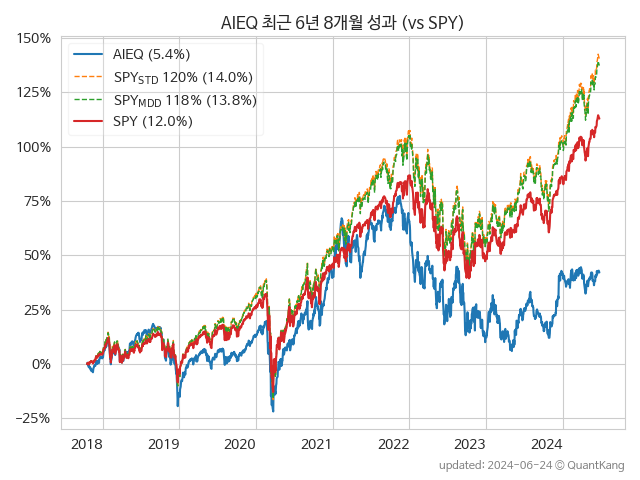 AIEQ 최근 6년 8개월 성과 (vs SPY)
150%
125%
100%
75%
50%
25%
0%
−25%
AIEQ (5.4%)
SPYSTD 120% (14.0%)
SPYMDD 118% (13.8%)
SPY (12.0%)
2018 2019 2020 2021 2022 2023 2024
updated: 2024-06-24 © QuantKang